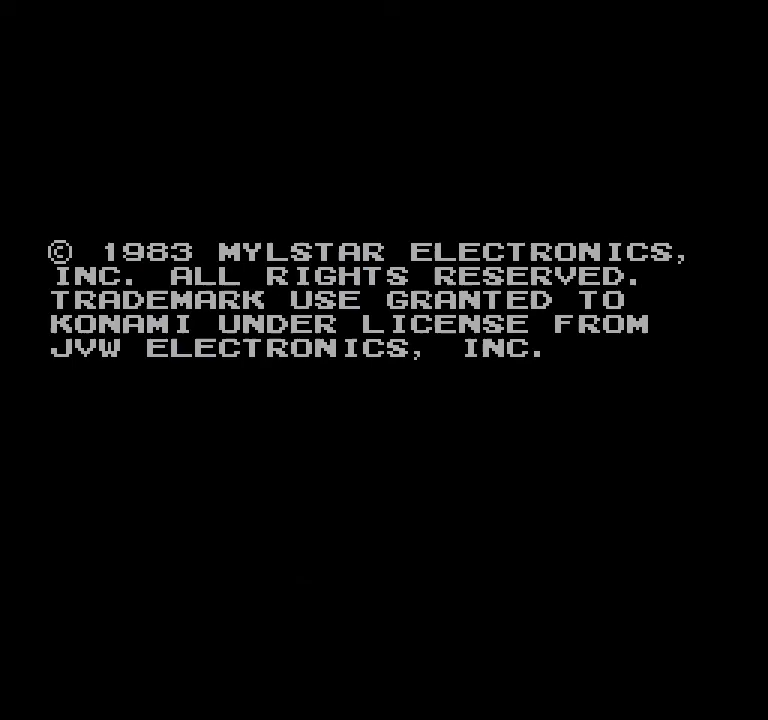 © 1983 MYLSTAR ELECTRONICS,
INC. ALL RIGHTS RESERVED.
TRADEMARK USE GRANTED TO
KONAMI UNDER LICENSE FROM
JVW ELECTRONICS, INC.